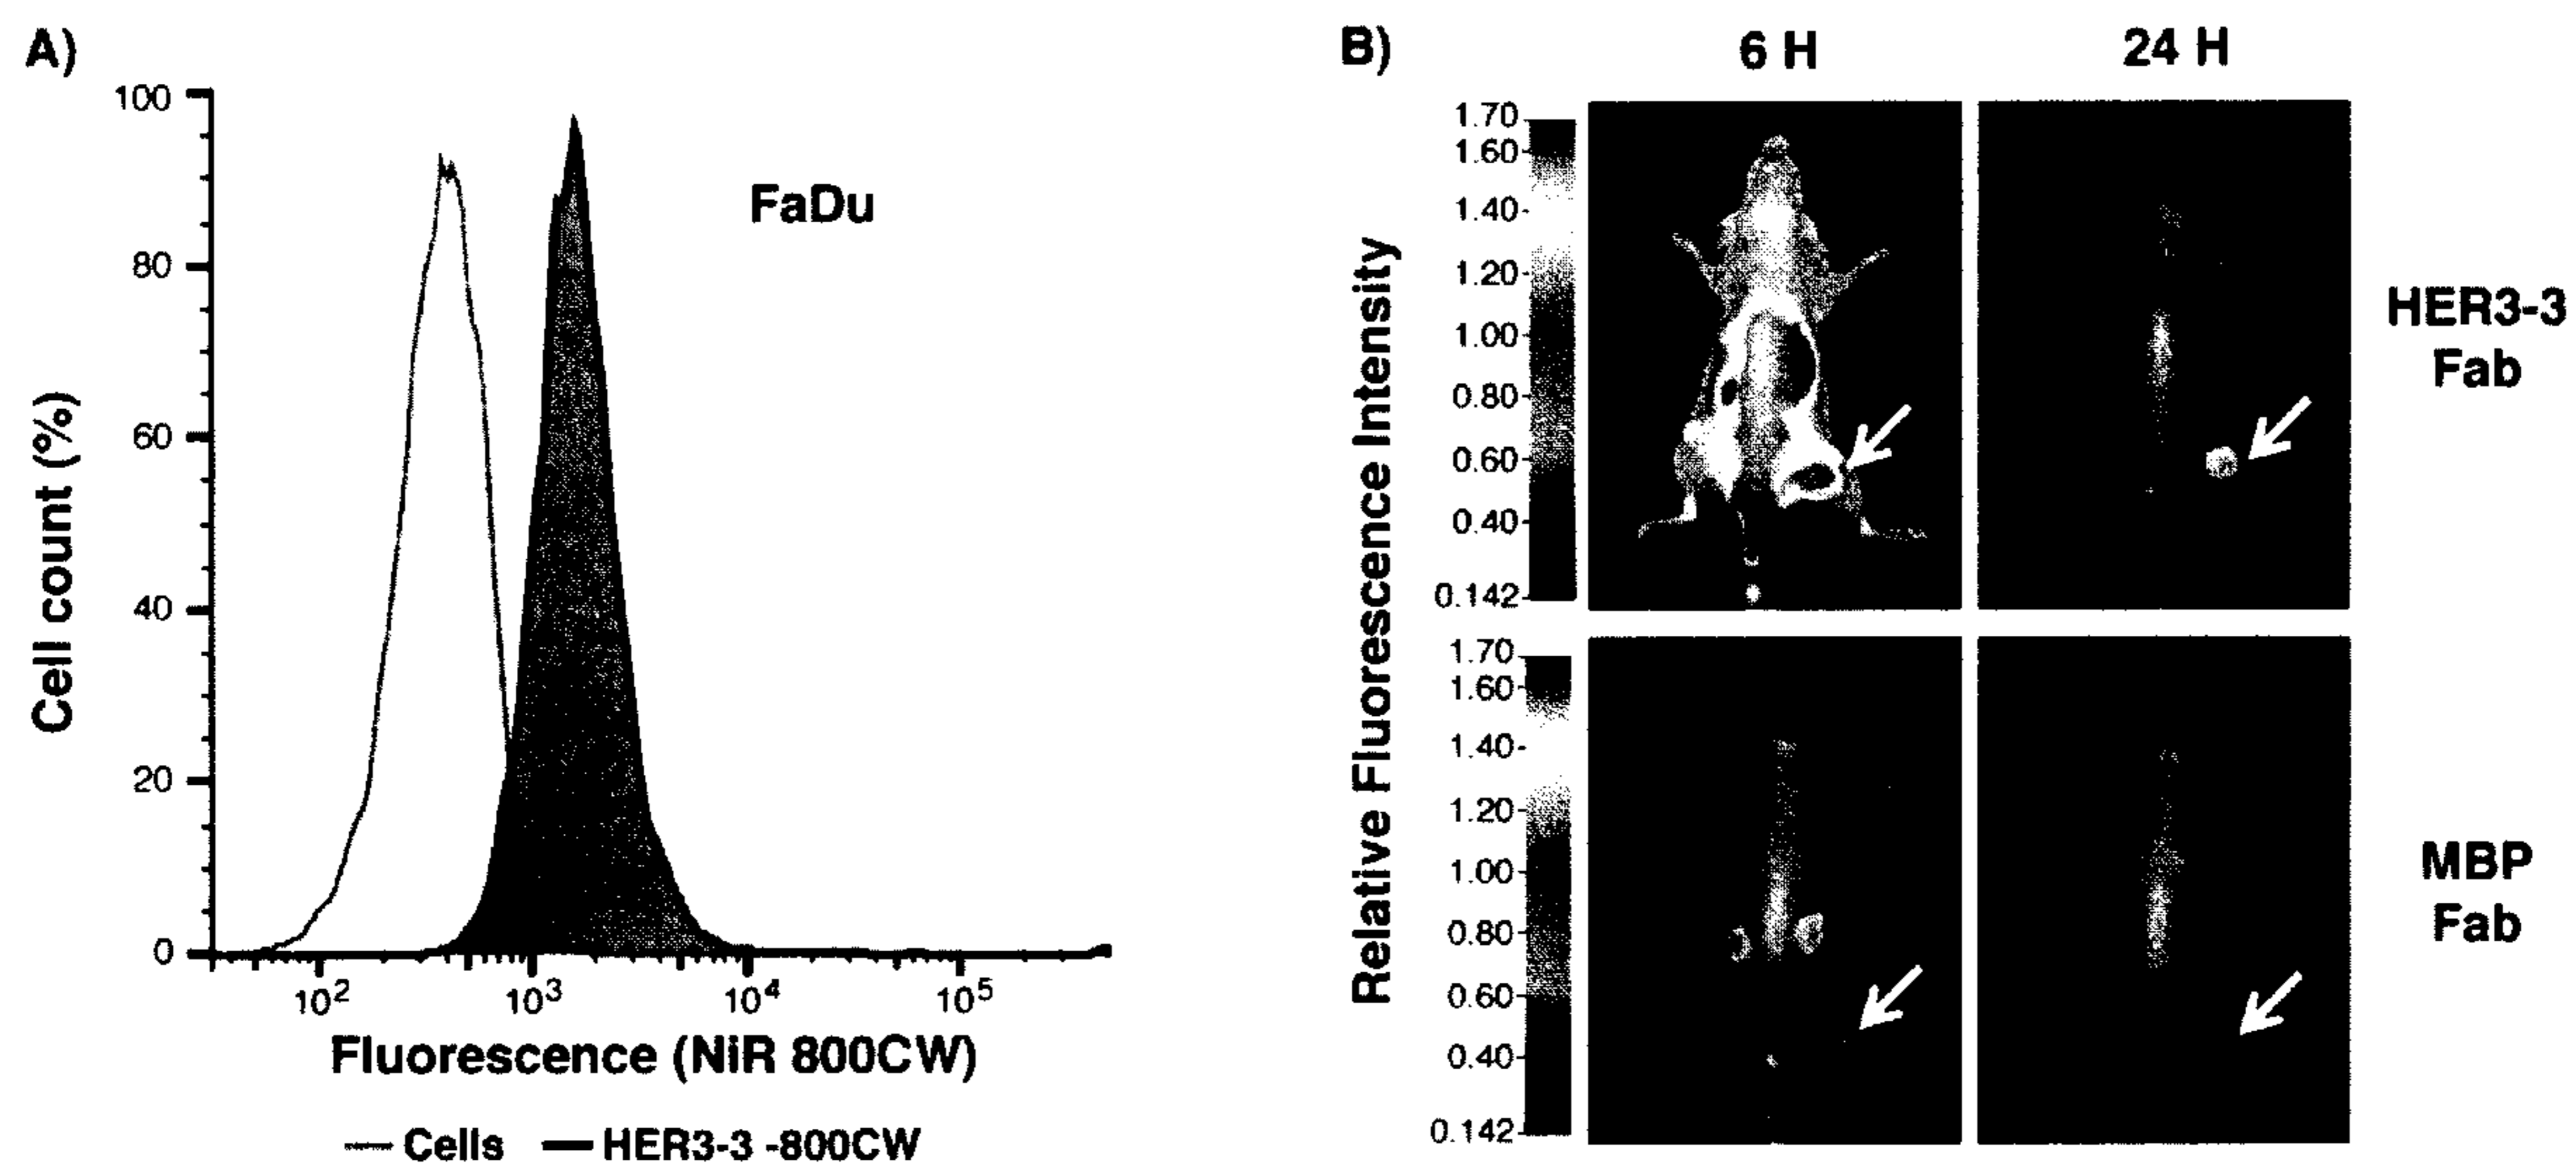 A)
100
80
60
40
20
0
Cell count (%)
FaDu
10² 10³ 10⁴ 10⁵
Fluorescence (NiR 800CW)
Cells HER3-3 -800CW
B)
6 H 24 H
Relative Fluorescence Intensity
1.70
1.60
1.40
1.20
1.00
0.80
0.60
0.40
0.142
HER3-3
Fab
1.70
1.60
1.40
1.20
1.00
0.80
0.60
0.40
0.142
MBP
Fab